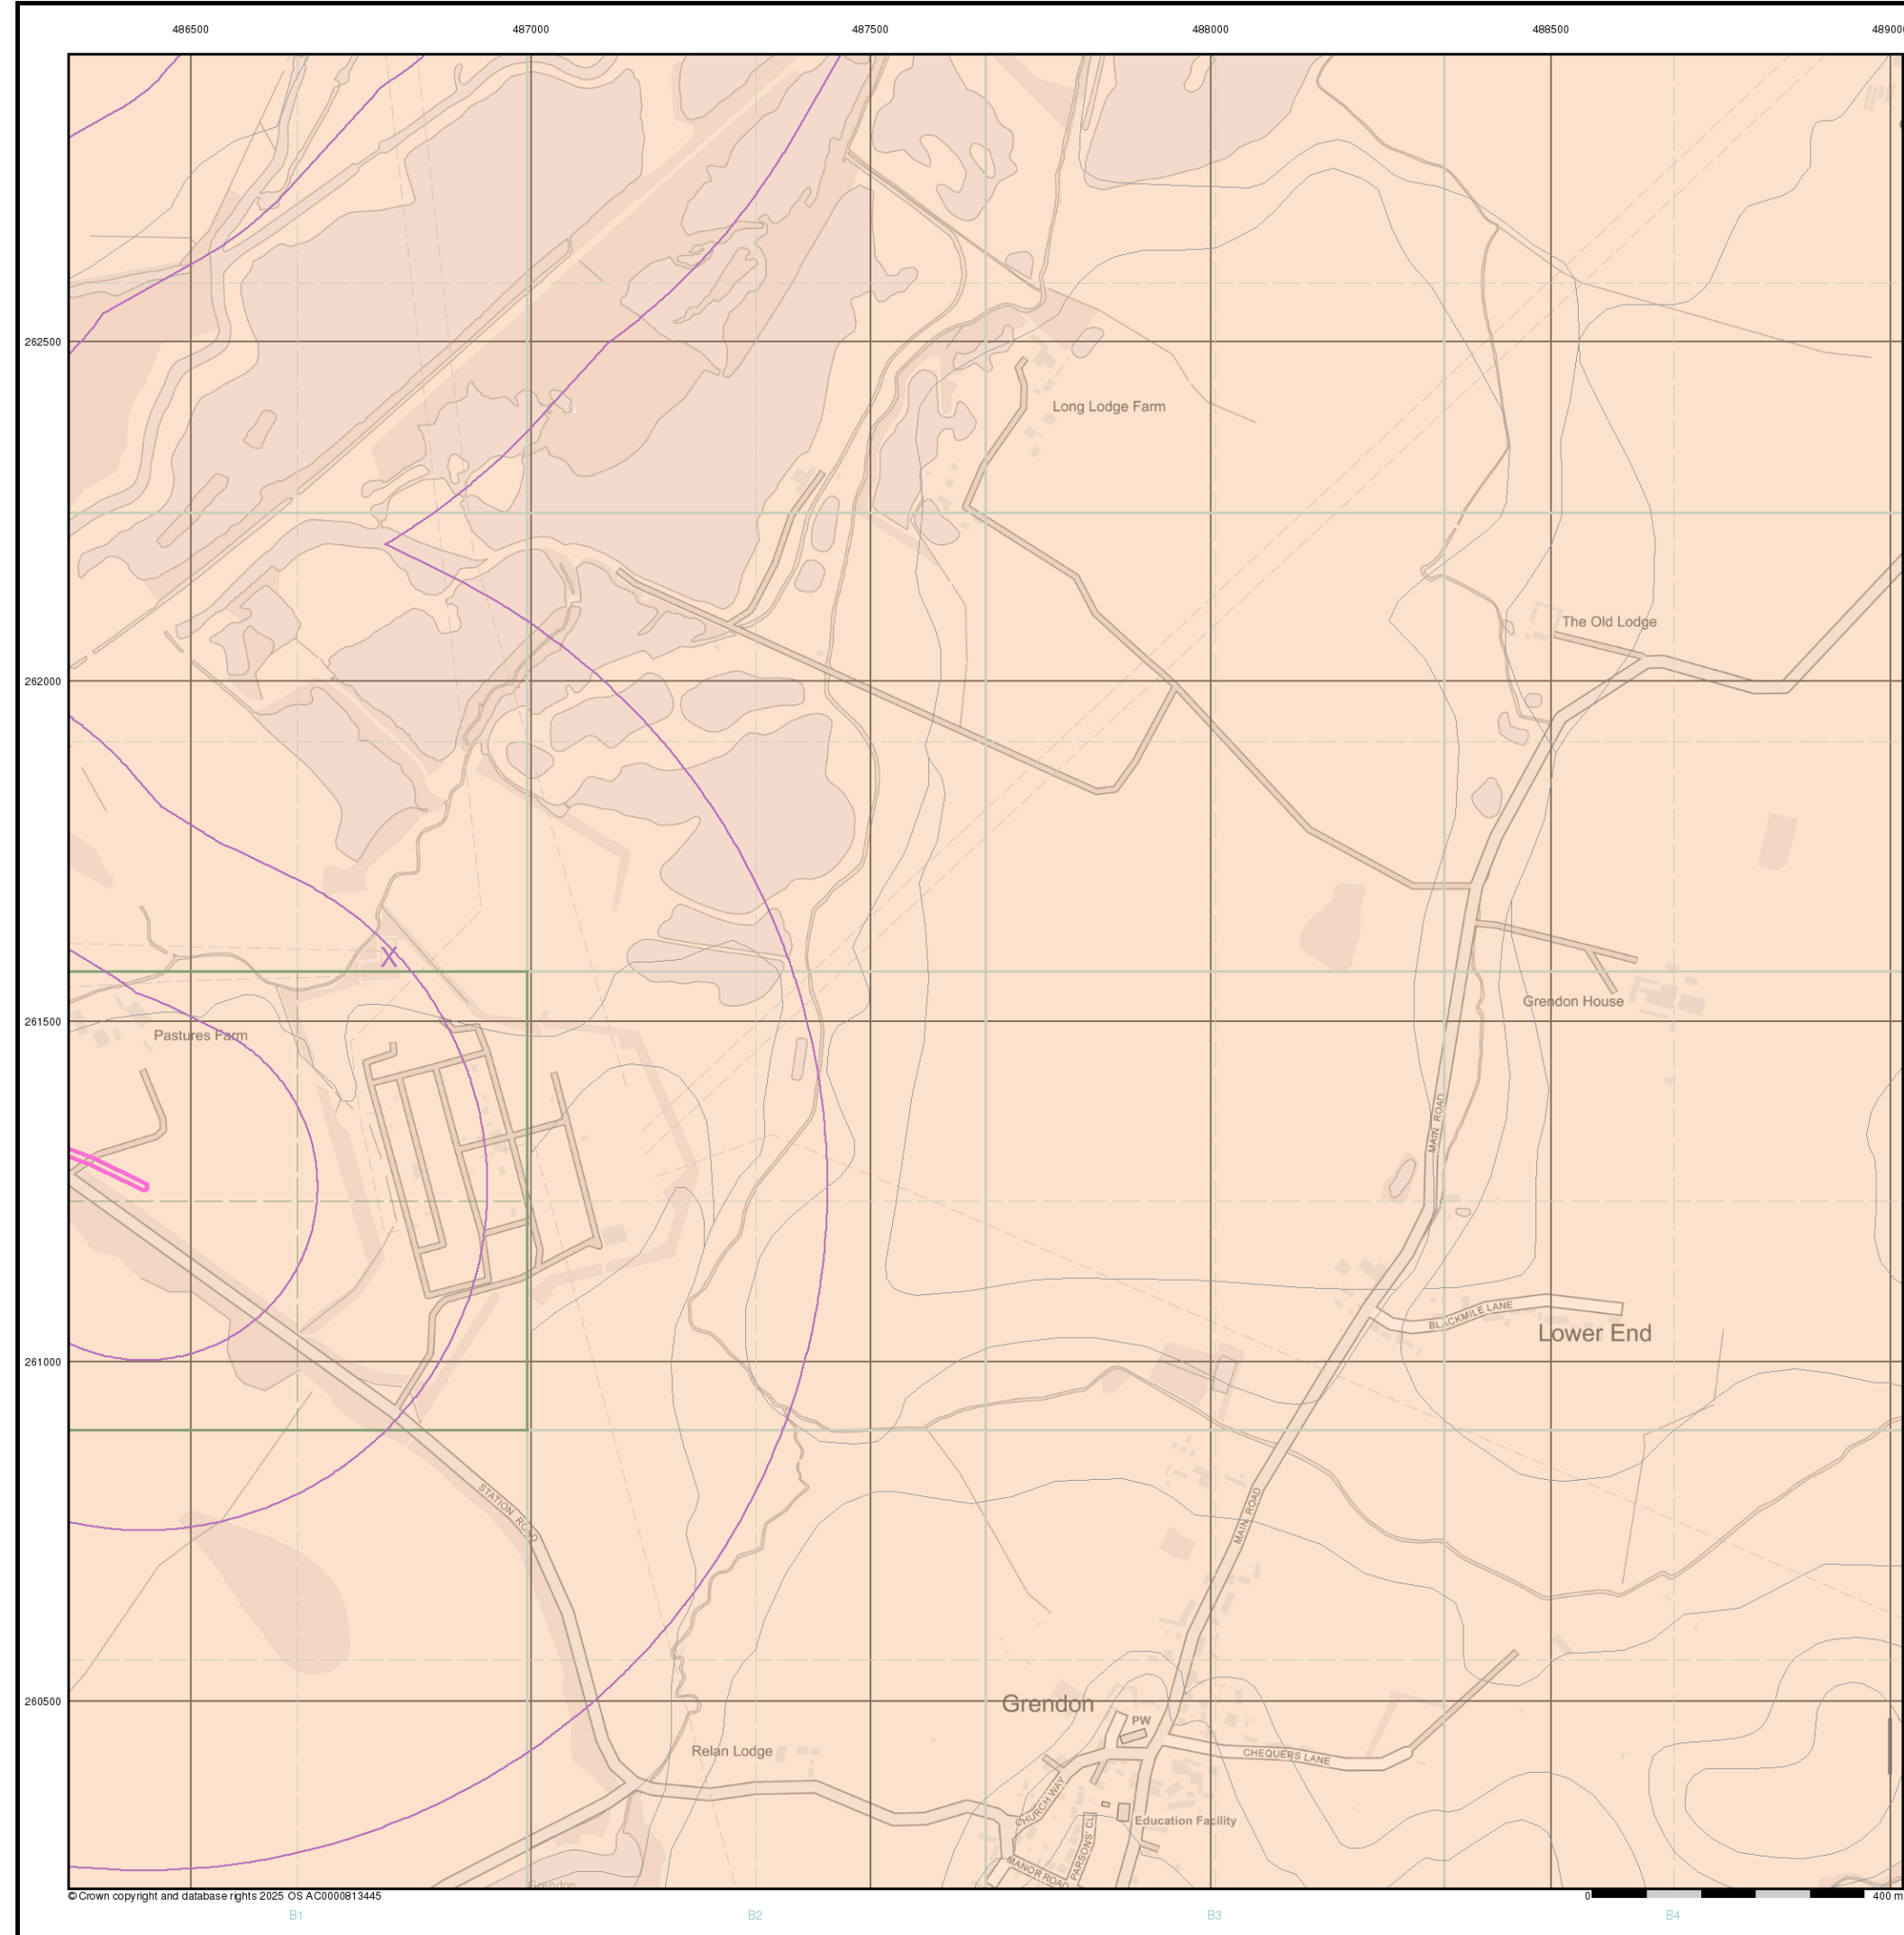 486500 487000 487500 488000 488500
262500
Long Lodge Farm
The Old Lodge
262000
X
261500
Pastures Farm
Grendon House
MAIN ROAD
BLACKMILE LANE
Lower End
261000
STATION ROAD
MAIN ROAD
260500
Grendon
PW
Relan Lodge
CHEQUERS LANE
CHURCH WAY
PARSONS' CL
Education Facility
MANOR ROAD
Grendon
©Crown copyright and database rights 2025 OS AC0000813445
0 400 m
B1 B2 B3 B4